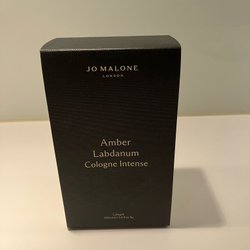 JO MALONE
LONDON
Amber
Labdanum
Cologne Intense